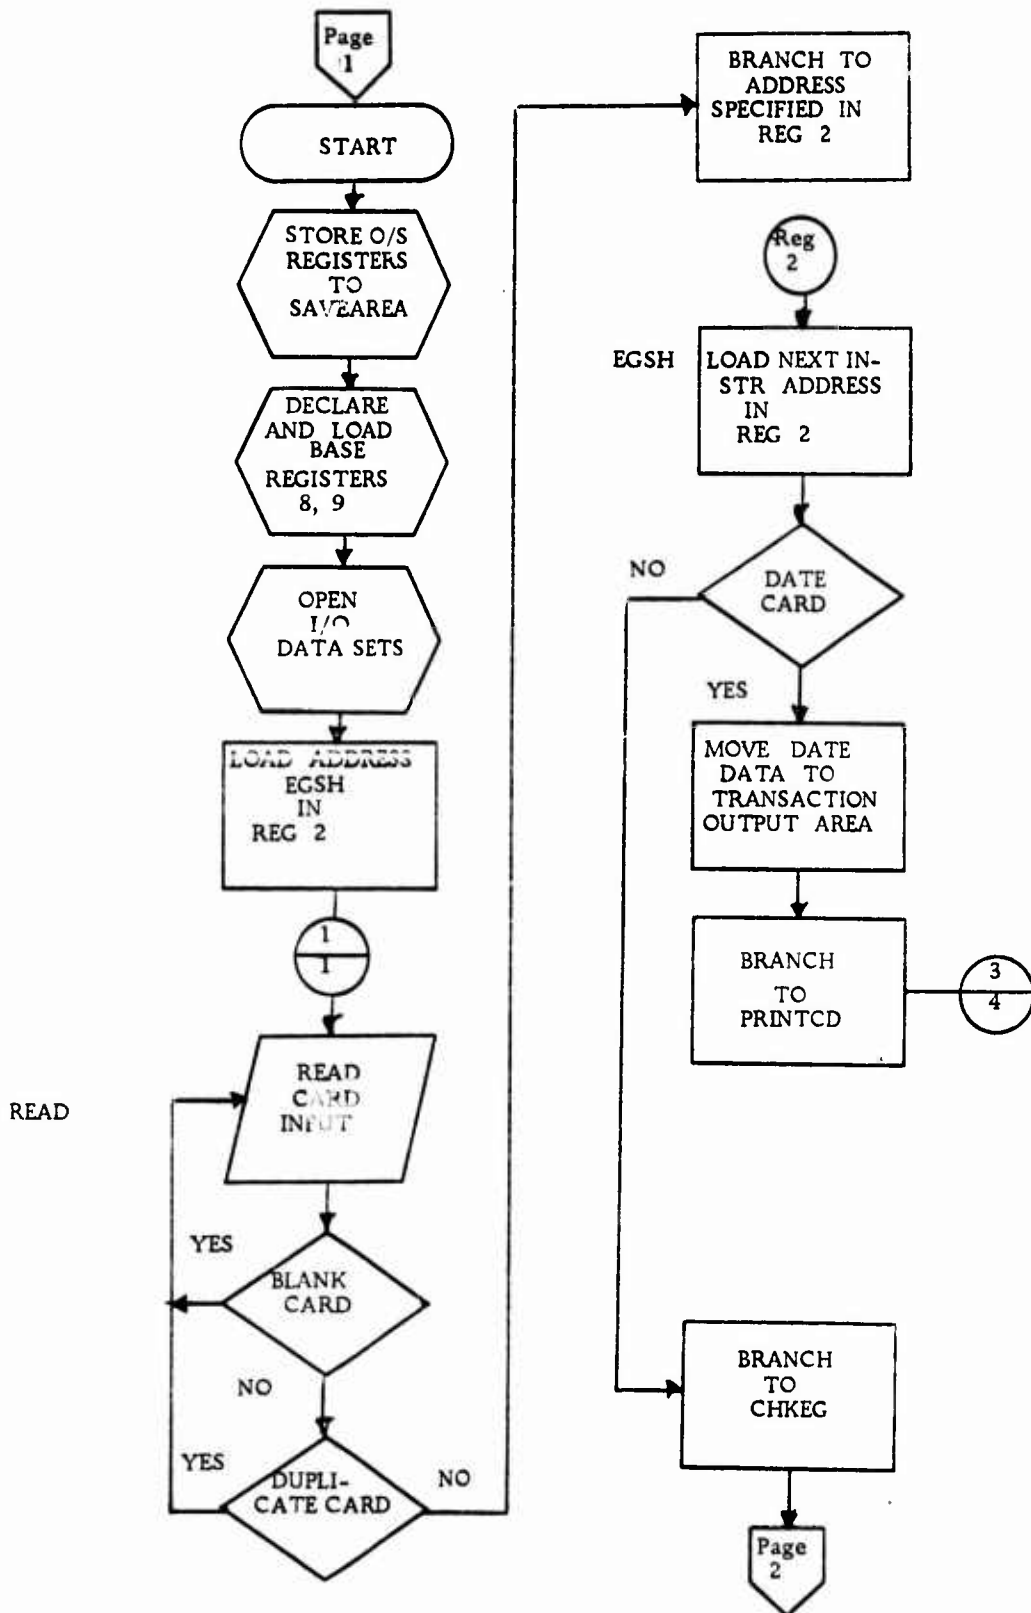 Page
1
START
STORE O/S
REGISTERS
TO
SAVEAREA
DECLARE
AND LOAD
BASE
REGISTERS
8, 9
OPEN
I/O
DATA SETS
LOAD ADDRESS
EGSH
IN
REG 2
1
1
READ
READ
CARD
INPUT
YES
BLANK
CARD
NO
YES
DUPLI-
CATE CARD
NO
BRANCH TO
ADDRESS
SPECIFIED IN
REG 2
Reg
2
EGSH
LOAD NEXT IN-
STR ADDRESS
IN
REG 2
NO
DATE
CARD
YES
MOVE DATE
DATA TO
TRANSACTION
OUTPUT AREA
BRANCH
TO
PRINTCD
3
4
BRANCH
TO
CHKEG
Page
2